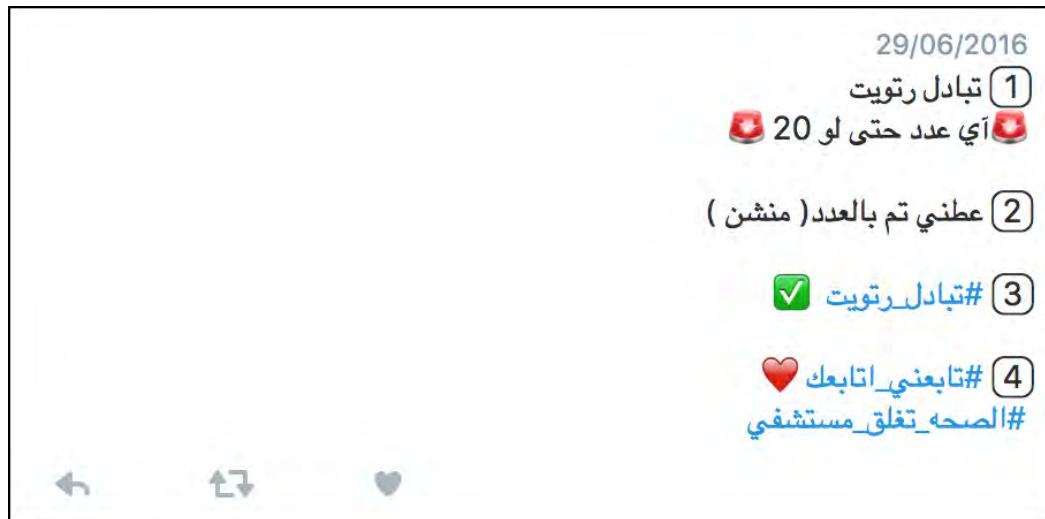 29/06/2016
1 تبادل رتويت
🚨آي عدد حتى لو 20 🚨
2 عطني تم بالعدد( منشن )
3 #تبادل_رتويت ✅
4 #تابعني_اتابعك ❤️
#الصحه_تغلق_مستشفي